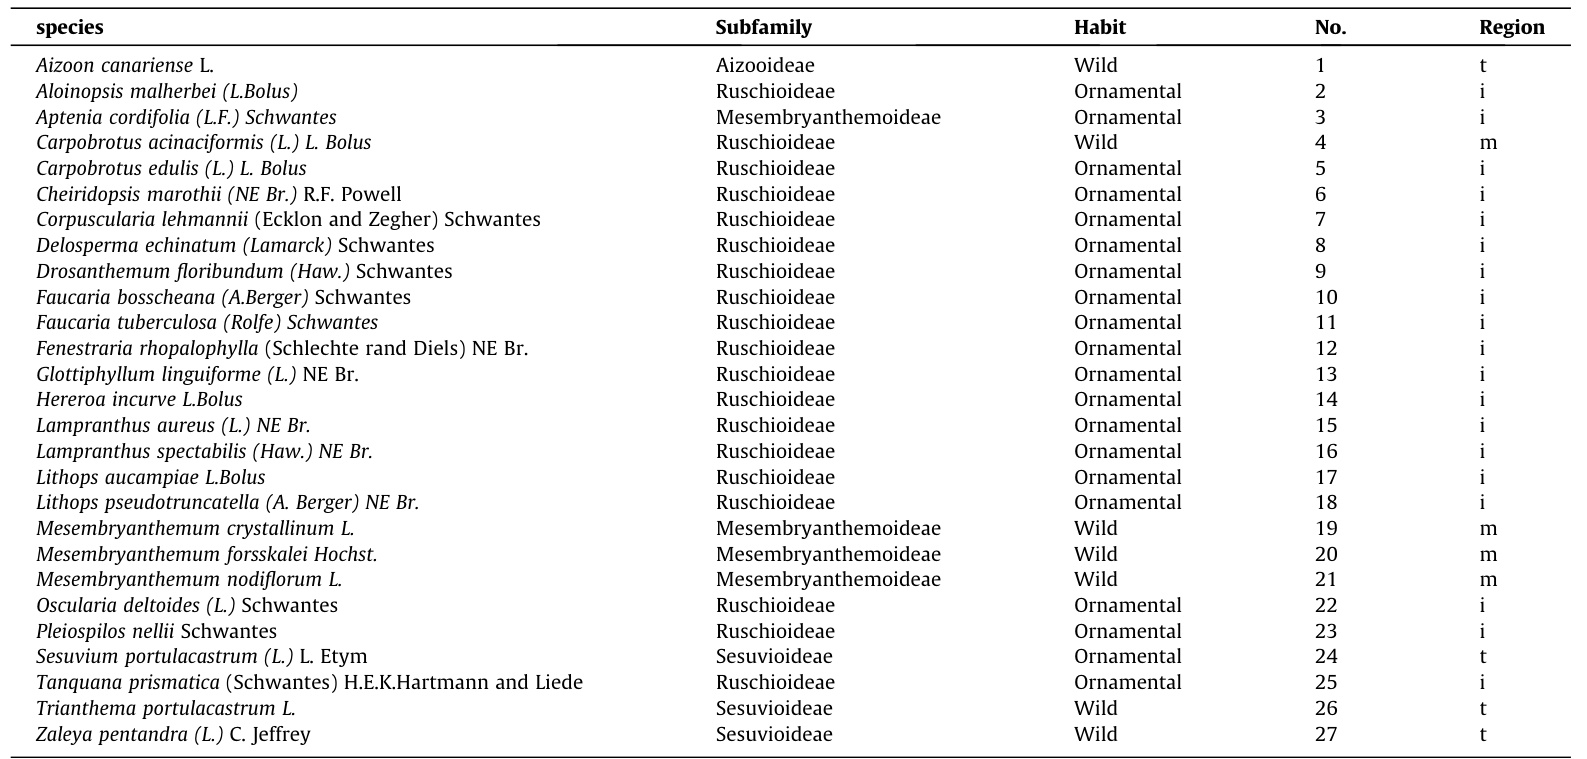 species Subfamily Habit No. Region
Aizoon canariense L. Aizooideae Wild 1 t
Aloinopsis malherbei (L.Bolus) Ruschioideae Ornamental 2 i
Aptenia cordifolia (L.F.) Schwantes Mesembryanthemoideae Ornamental 3 i
Carpobrotus acinaciformis (L.) L. Bolus Ruschioideae Wild 4 m
Carpobrotus edulis (L.) L. Bolus Ruschioideae Ornamental 5 i
Cheiridopsis marothii (NE Br.) R.F. Powell Ruschioideae Ornamental 6 i
Corpuscularia lehmannii (Ecklon and Zegher) Schwantes Ruschioideae Ornamental 7 i
Delosperma echinatum (Lamarck) Schwantes Ruschioideae Ornamental 8 i
Drosanthemum floribundum (Haw.) Schwantes Ruschioideae Ornamental 9 i
Faucaria bosscheana (A.Berger) Schwantes Ruschioideae Ornamental 10 i
Faucaria tuberculosa (Rolfe) Schwantes Ruschioideae Ornamental 11 i
Fenestraria rhopalophylla (Schlechte rand Diels) NE Br. Ruschioideae Ornamental 12 i
Glottiphyllum linguiforme (L.) NE Br. Ruschioideae Ornamental 13 i
Hereroa incurve L.Bolus Ruschioideae Ornamental 14 i
Lampranthus aureus (L.) NE Br. Ruschioideae Ornamental 15 i
Lampranthus spectabilis (Haw.) NE Br. Ruschioideae Ornamental 16 i
Lithops aucampiae L.Bolus Ruschioideae Ornamental 17 i
Lithops pseudotruncatella (A. Berger) NE Br. Ruschioideae Ornamental 18 i
Mesembryanthemum crystallinum L. Mesembryanthemoideae Wild 19 m
Mesembryanthemum forsskalei Hochst. Mesembryanthemoideae Wild 20 m
Mesembryanthemum nodiflorum L. Mesembryanthemoideae Wild 21 m
Oscularia deltoides (L.) Schwantes Ruschioideae Ornamental 22 i
Pleiospilos nellii Schwantes Ruschioideae Ornamental 23 i
Sesuvium portulacastrum (L.) L. Etym Sesuvioideae Ornamental 24 t
Tanquana prismatica (Schwantes) H.E.K.Hartmann and Liede Ruschioideae Ornamental 25 i
Trianthema portulacastrum L. Sesuvioideae Wild 26 t
Zaleya pentandra (L.) C. Jeffrey Sesuvioideae Wild 27 t